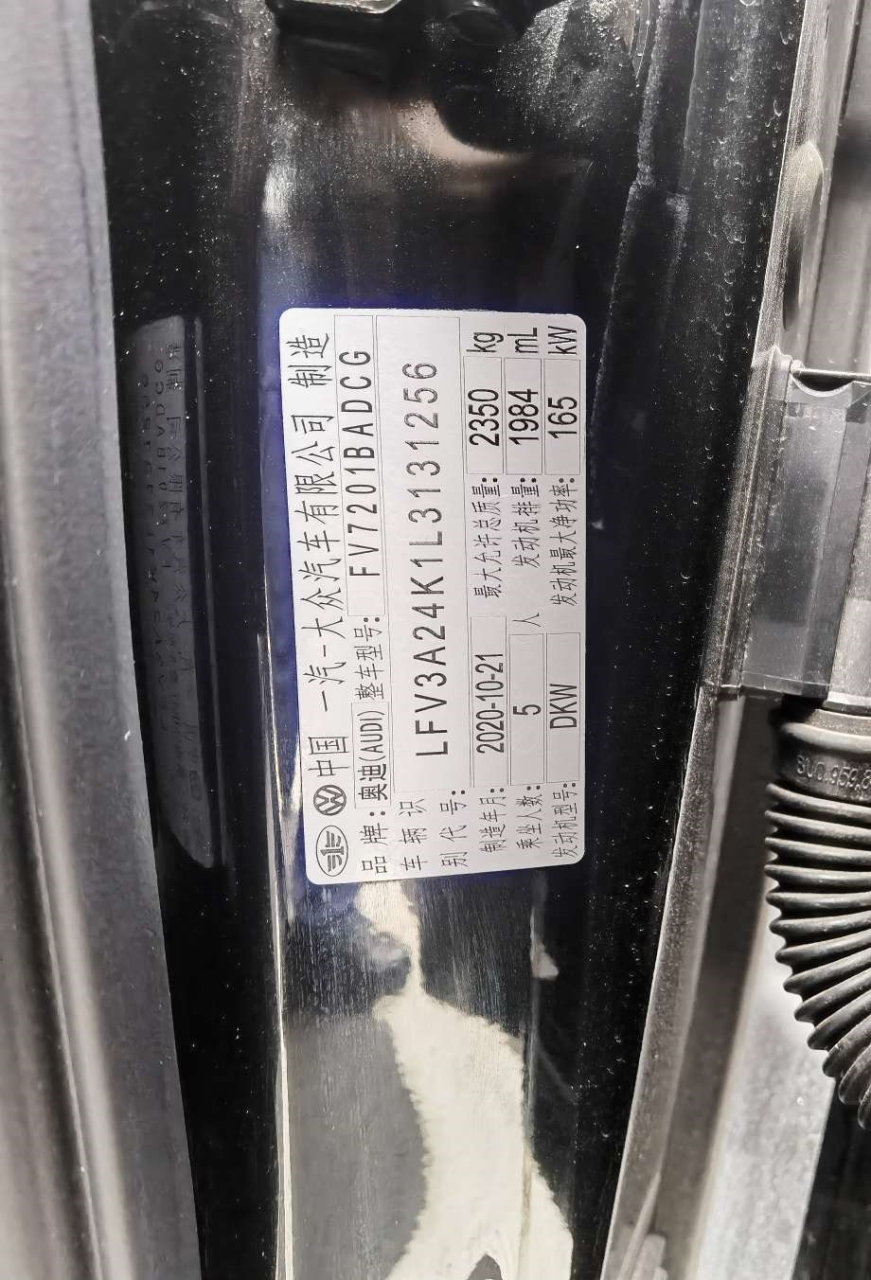 中国 一汽-大众汽车有限公司 制造
品牌: 奥迪(AUDI) 整车型号: FV7201BADCG
车辆识别代号: LFV3A24K1L3131256
制造年月: 2020-10-21 最大允许总质量: 2350 kg
乘坐人数: 5 人 发动机排量: 1984 mL
发动机型号: DKW 发动机最大净功率: 165 kW